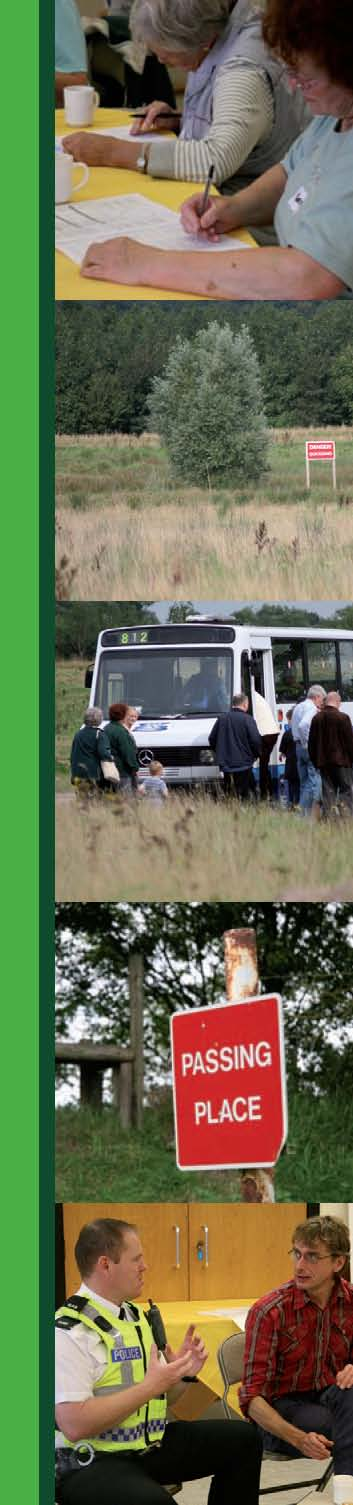 DANGER
812
PASSING
PLACE
POLICE